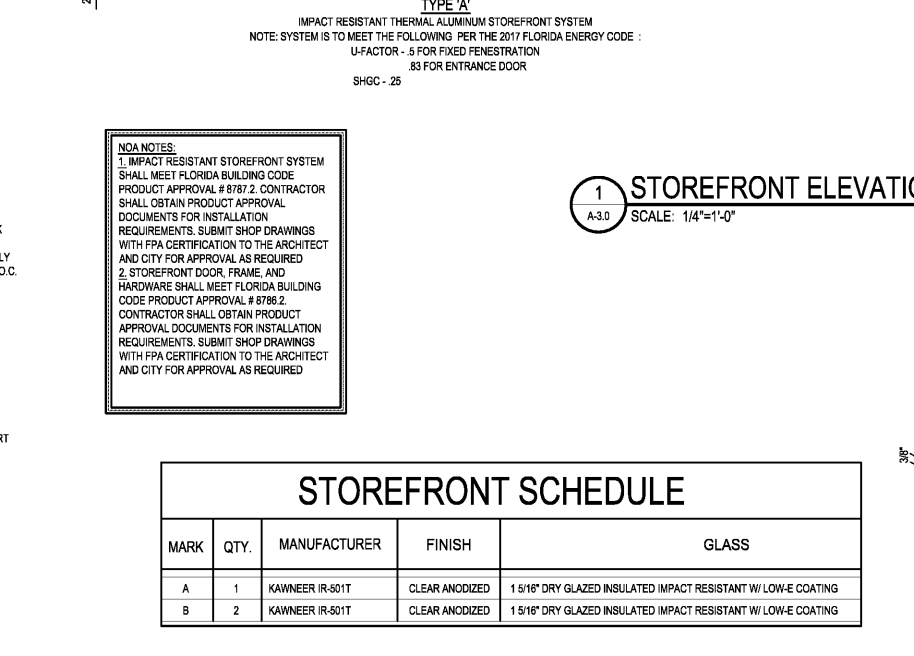 TYPE 'A'
IMPACT RESISTANT THERMAL ALUMINUM STOREFRONT SYSTEM
NOTE: SYSTEM IS TO MEET THE FOLLOWING PER THE 2017 FLORIDA ENERGY CODE :
U-FACTOR - .5 FOR FIXED FENESTRATION
.83 FOR ENTRANCE DOOR
SHGC - .25
NOA NOTES:
1. IMPACT RESISTANT STOREFRONT SYSTEM
SHALL MEET FLORIDA BUILDING CODE
PRODUCT APPROVAL # 8787.2. CONTRACTOR
SHALL OBTAIN PRODUCT APPROVAL
DOCUMENTS FOR INSTALLATION
REQUIREMENTS. SUBMIT SHOP DRAWINGS
WITH FPA CERTIFICATION TO THE ARCHITECT
AND CITY FOR APPROVAL AS REQUIRED
2. STOREFRONT DOOR, FRAME, AND
HARDWARE SHALL MEET FLORIDA BUILDING
CODE PRODUCT APPROVAL # 8786.2.
CONTRACTOR SHALL OBTAIN PRODUCT
APPROVAL DOCUMENTS FOR INSTALLATION
REQUIREMENTS. SUBMIT SHOP DRAWINGS
WITH FPA CERTIFICATION TO THE ARCHITECT
AND CITY FOR APPROVAL AS REQUIRED
1 STOREFRONT ELEVATIO
A-3.0 SCALE: 1/4"=1'-0"
LY
O.C.
RT
3/8"
STOREFRONT SCHEDULE
MARK QTY. MANUFACTURER FINISH GLASS
A 1 KAWNEER IR-501T CLEAR ANODIZED 1 5/16" DRY GLAZED INSULATED IMPACT RESISTANT W/ LOW-E COATING
B 2 KAWNEER IR-501T CLEAR ANODIZED 1 5/16" DRY GLAZED INSULATED IMPACT RESISTANT W/ LOW-E COATING